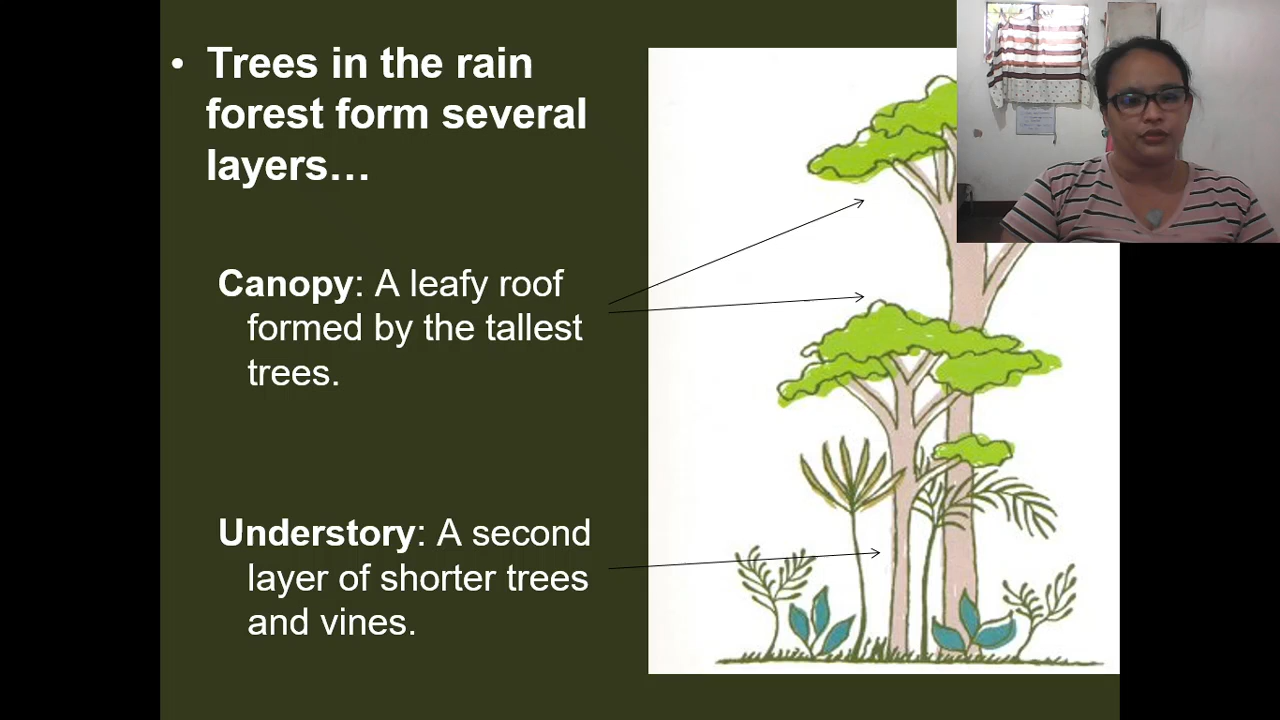 • Trees in the rain
forest form several
layers…
Canopy: A leafy roof
formed by the tallest
trees.
Understory: A second
layer of shorter trees
and vines.